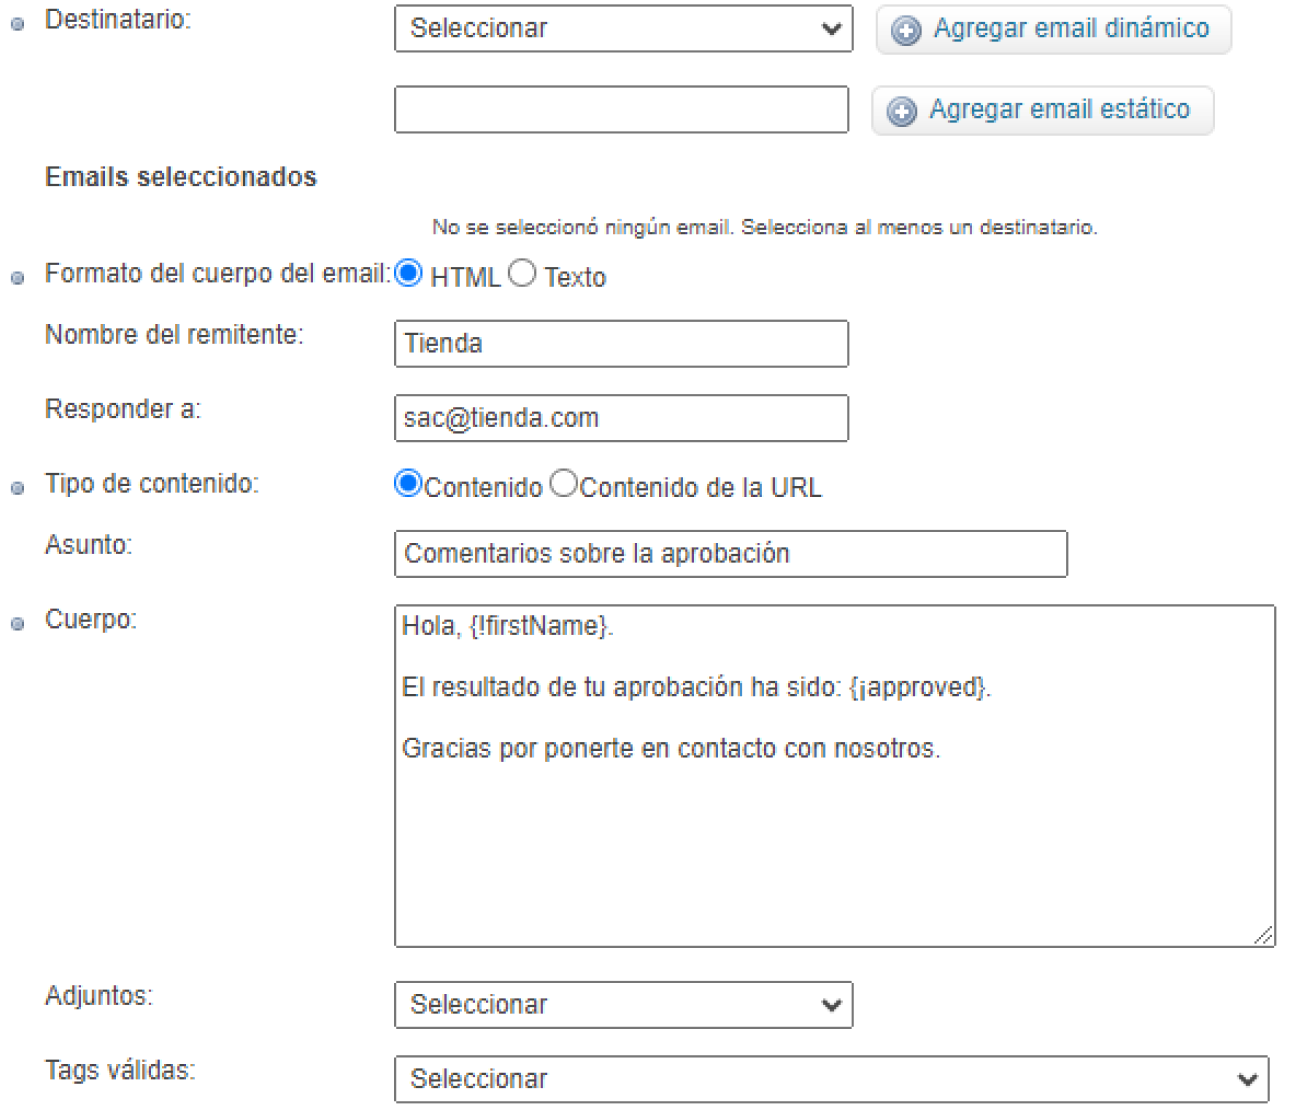 Destinatario:
Seleccionar
Agregar email dinámico
Agregar email estático
Emails seleccionados
No se seleccionó ningún email. Selecciona al menos un destinatario.
Formato del cuerpo del email: HTML Texto
Nombre del remitente:
Tienda
Responder a:
sac@tienda.com
Tipo de contenido:
Contenido Contenido de la URL
Asunto:
Comentarios sobre la aprobación
Cuerpo:
Hola, {!firstName}.
El resultado de tu aprobación ha sido: {¡approved}.
Gracias por ponerte en contacto con nosotros.
Adjuntos:
Seleccionar
Tags válidas:
Seleccionar